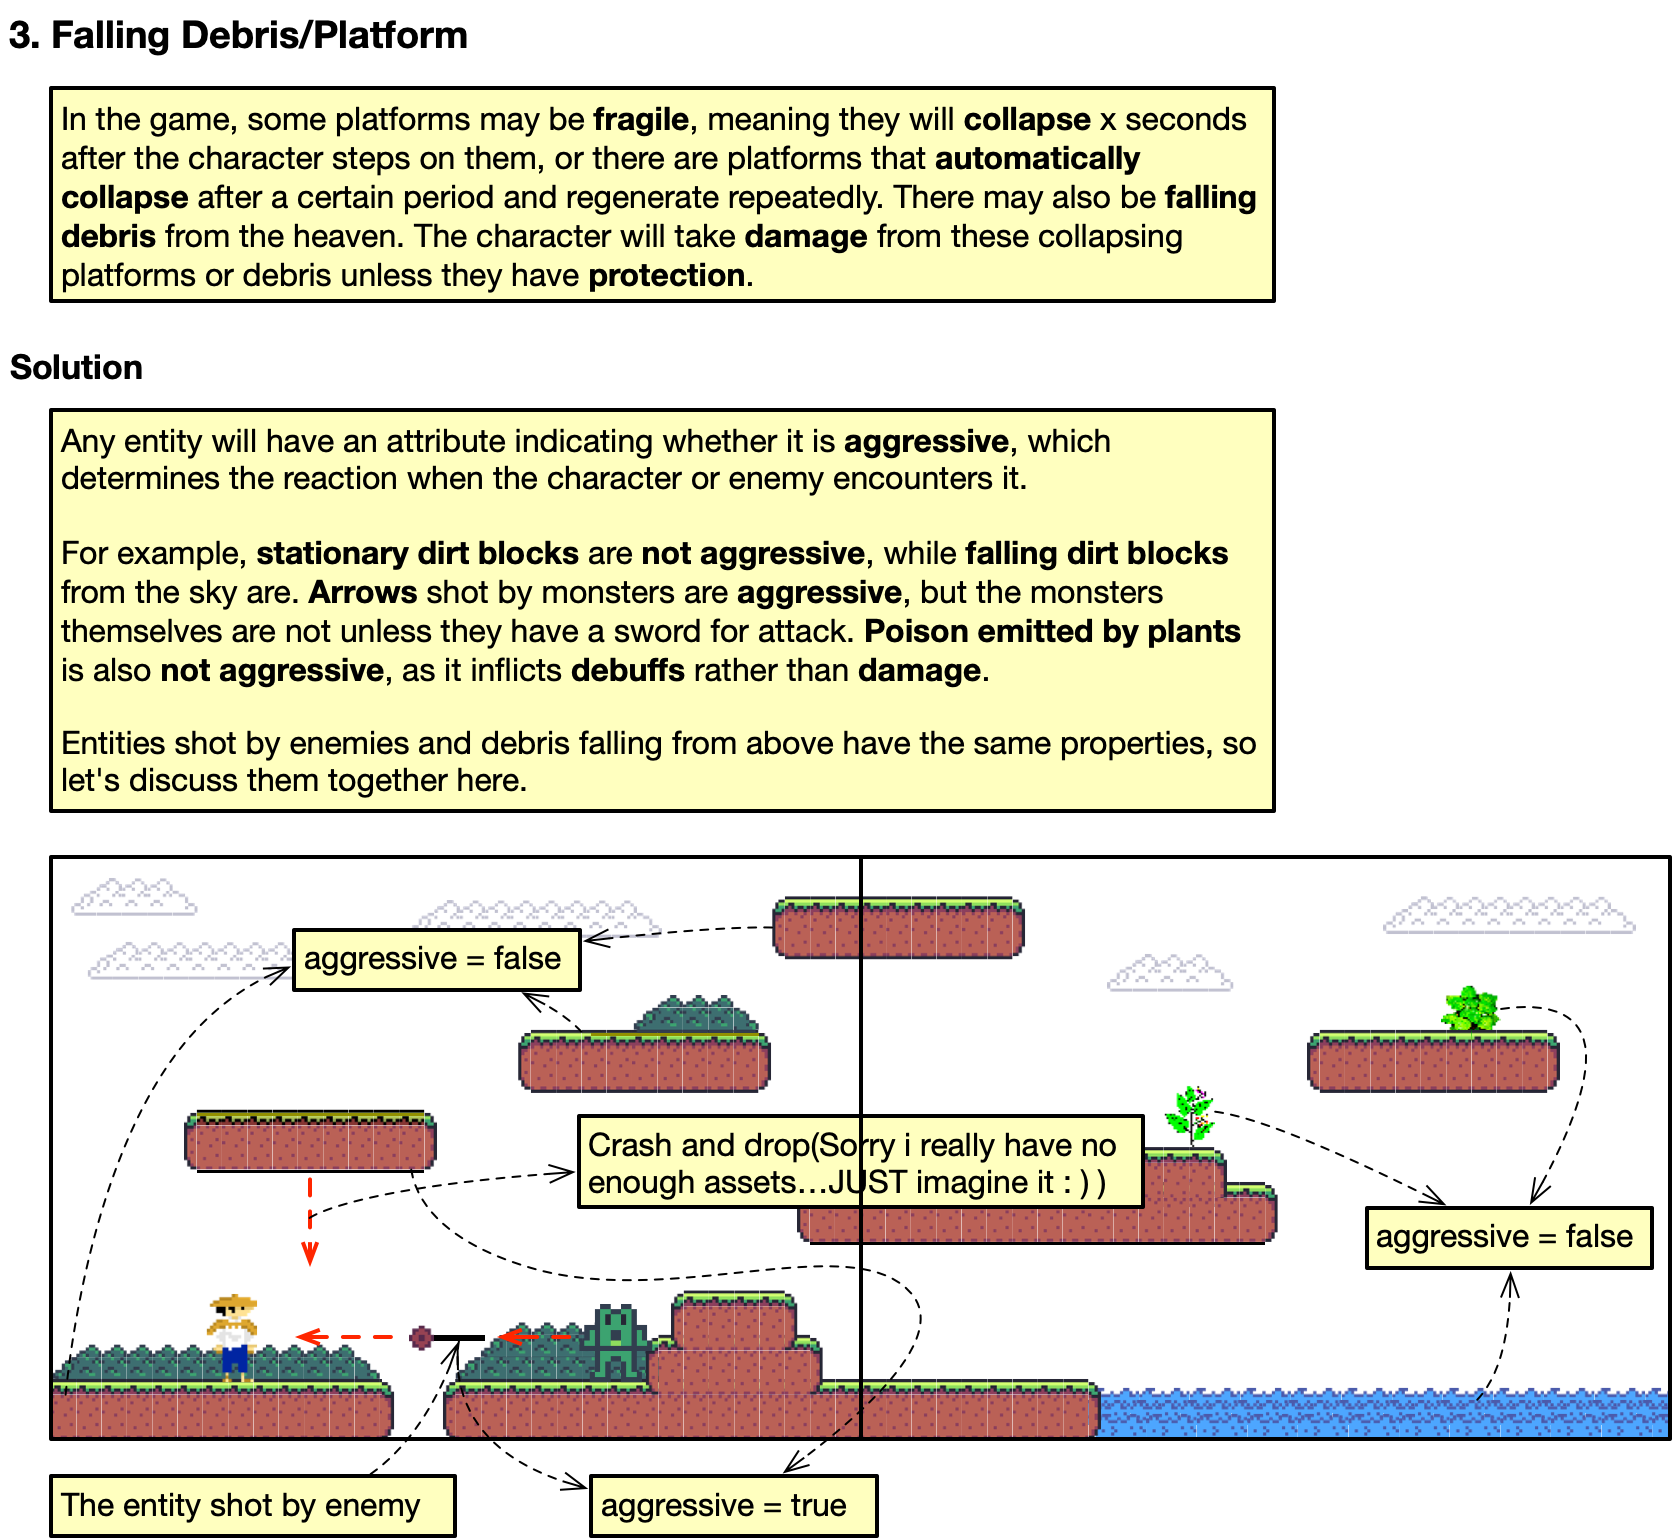 3. Falling Debris/Platform
In the game, some platforms may be fragile, meaning they will collapse x seconds
after the character steps on them, or there are platforms that automatically
collapse after a certain period and regenerate repeatedly. There may also be falling
debris from the heaven. The character will take damage from these collapsing
platforms or debris unless they have protection.
Solution
Any entity will have an attribute indicating whether it is aggressive, which
determines the reaction when the character or enemy encounters it.
For example, stationary dirt blocks are not aggressive, while falling dirt blocks
from the sky are. Arrows shot by monsters are aggressive, but the monsters
themselves are not unless they have a sword for attack. Poison emitted by plants
is also not aggressive, as it inflicts debuffs rather than damage.
Entities shot by enemies and debris falling from above have the same properties, so
let's discuss them together here.
aggressive = false
Crash and drop(Sorry i really have no
enough assets...JUST imagine it : ) )
aggressive = false
The entity shot by enemy
aggressive = true